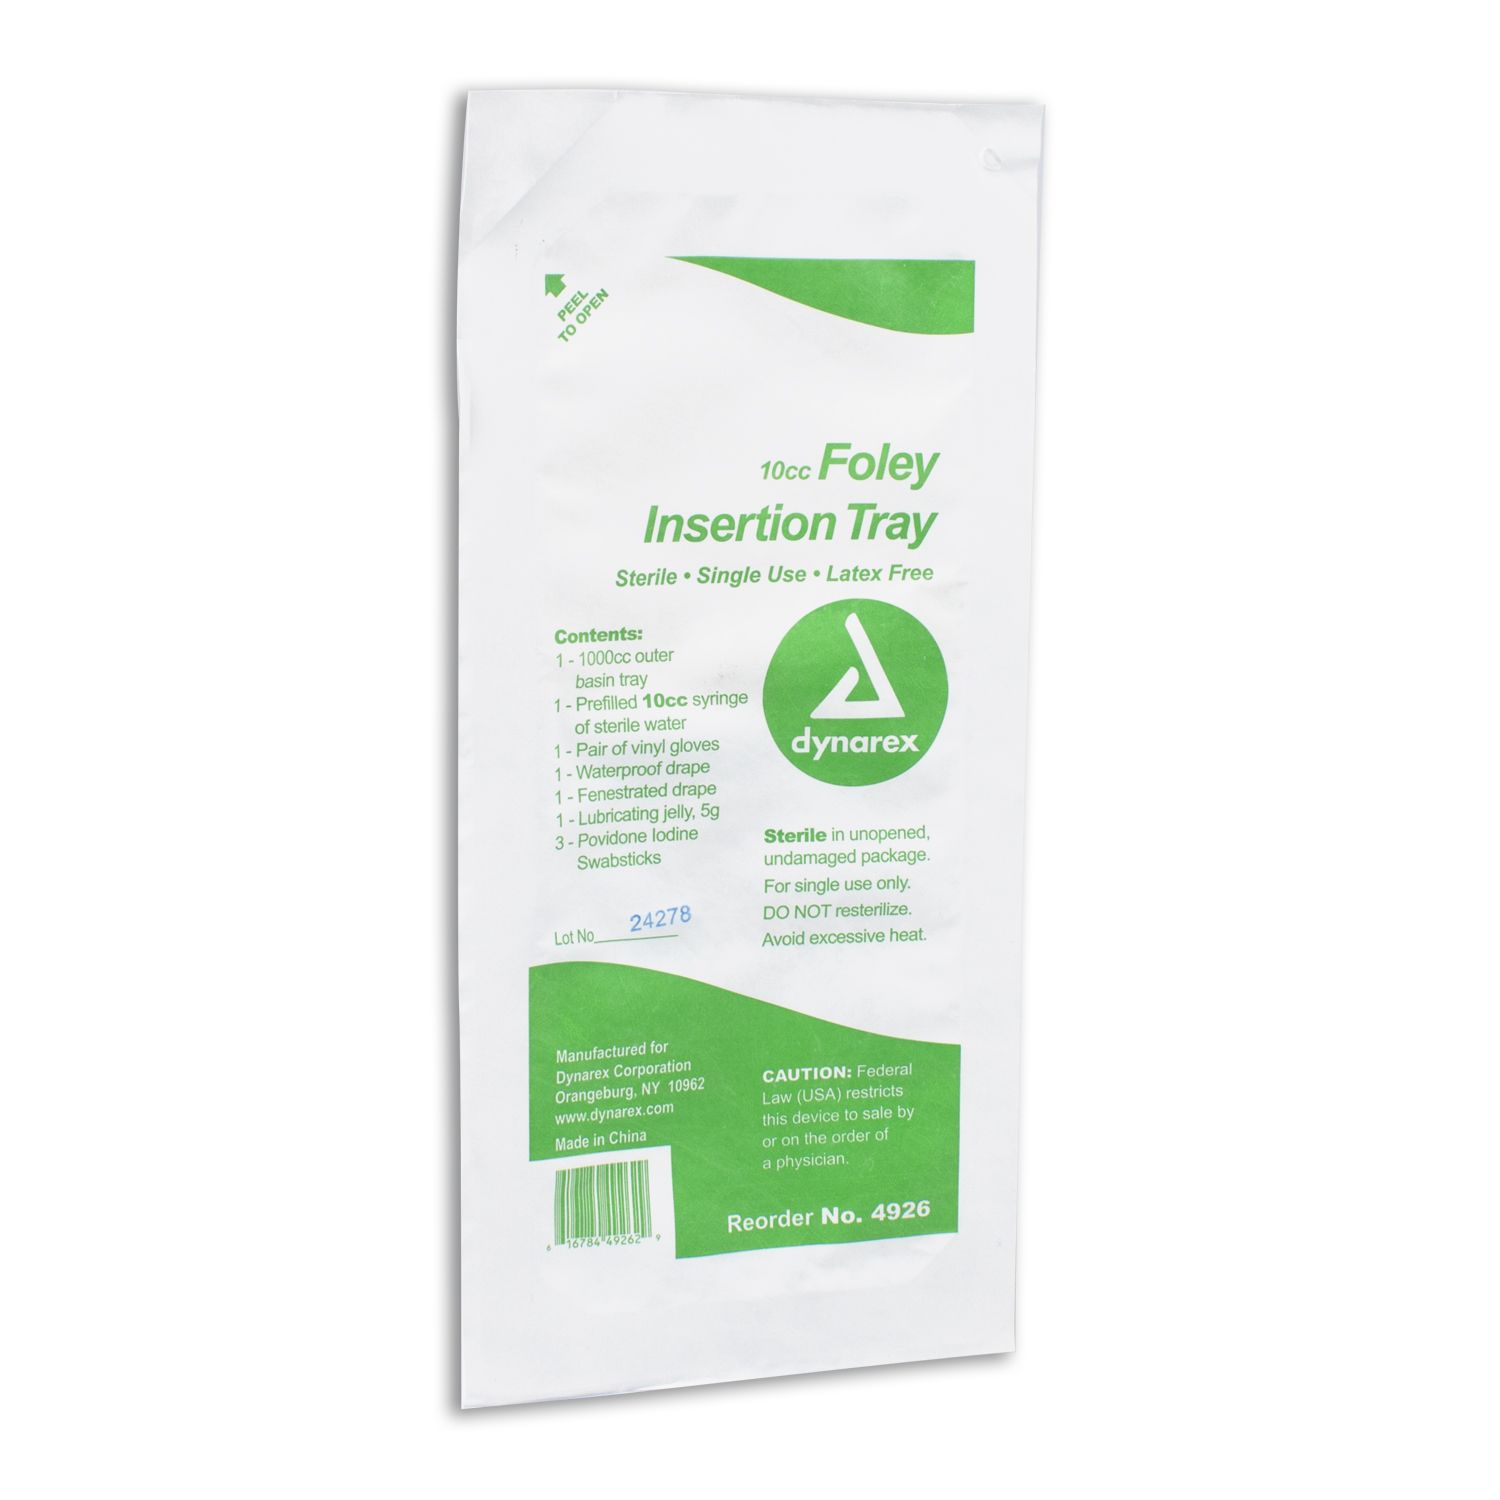 PEEL
TO OPEN
10cc Foley
Insertion Tray
Sterile • Single Use • Latex Free
Contents:
1 - 1000cc outer
basin tray
1 - Prefilled 10cc syringe
of sterile water
1 - Pair of vinyl gloves
1 - Waterproof drape
1 - Fenestrated drape
1 - Lubricating jelly, 5g
3 - Povidone Iodine
Swabsticks
dynarex
Sterile in unopened,
undamaged package.
For single use only.
DO NOT resterilize.
Avoid excessive heat.
Lot No 24278
Manufactured for
Dynarex Corporation
Orangeburg, NY 10962
www.dynarex.com
Made in China
CAUTION: Federal
Law (USA) restricts
this device to sale by
or on the order of
a physician.
Reorder No. 4926
6 16784 49262 9